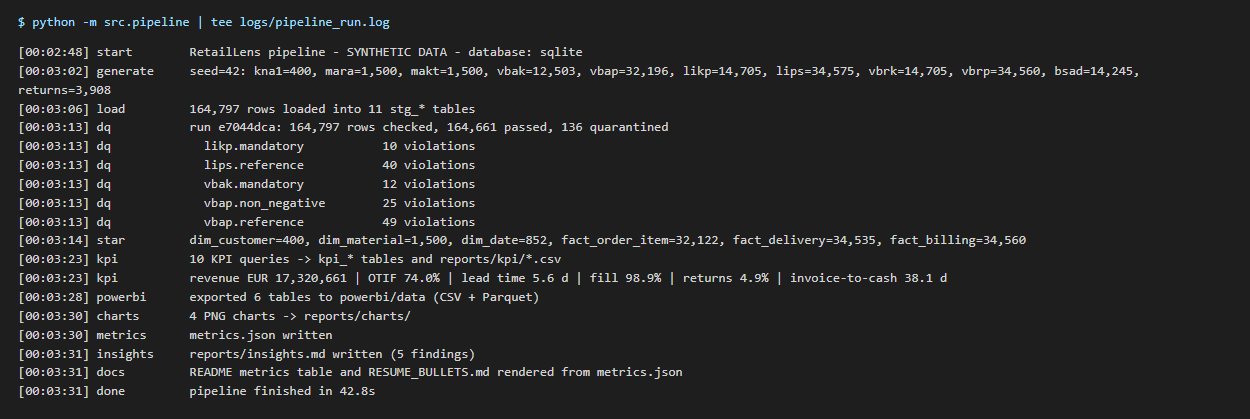 $ python -m src.pipeline | tee logs/pipeline_run.log
[00:02:48] start RetailLens pipeline - SYNTHETIC DATA - database: sqlite
[00:03:02] generate seed=42: kna1=400, mara=1,500, makt=1,500, vbak=12,503, vbap=32,196, likp=14,705, lips=34,575, vbrk=14,705, vbrp=34,560, bsad=14,245,
returns=3,908
[00:03:06] load 164,797 rows loaded into 11 stg_* tables
[00:03:13] dq run e7044dca: 164,797 rows checked, 164,661 passed, 136 quarantined
[00:03:13] dq likp.mandatory 10 violations
[00:03:13] dq lips.reference 40 violations
[00:03:13] dq vbak.mandatory 12 violations
[00:03:13] dq vbap.non_negative 25 violations
[00:03:13] dq vbap.reference 49 violations
[00:03:14] star dim_customer=400, dim_material=1,500, dim_date=852, fact_order_item=32,122, fact_delivery=34,535, fact_billing=34,560
[00:03:23] kpi 10 KPI queries -> kpi_* tables and reports/kpi/*.csv
[00:03:23] kpi revenue EUR 17,320,661 | OTIF 74.0% | lead time 5.6 d | fill 98.9% | returns 4.9% | invoice-to-cash 38.1 d
[00:03:28] powerbi exported 6 tables to powerbi/data (CSV + Parquet)
[00:03:30] charts 4 PNG charts -> reports/charts/
[00:03:30] metrics metrics.json written
[00:03:31] insights reports/insights.md written (5 findings)
[00:03:31] docs README metrics table and RESUME_BULLETS.md rendered from metrics.json
[00:03:31] done pipeline finished in 42.8s